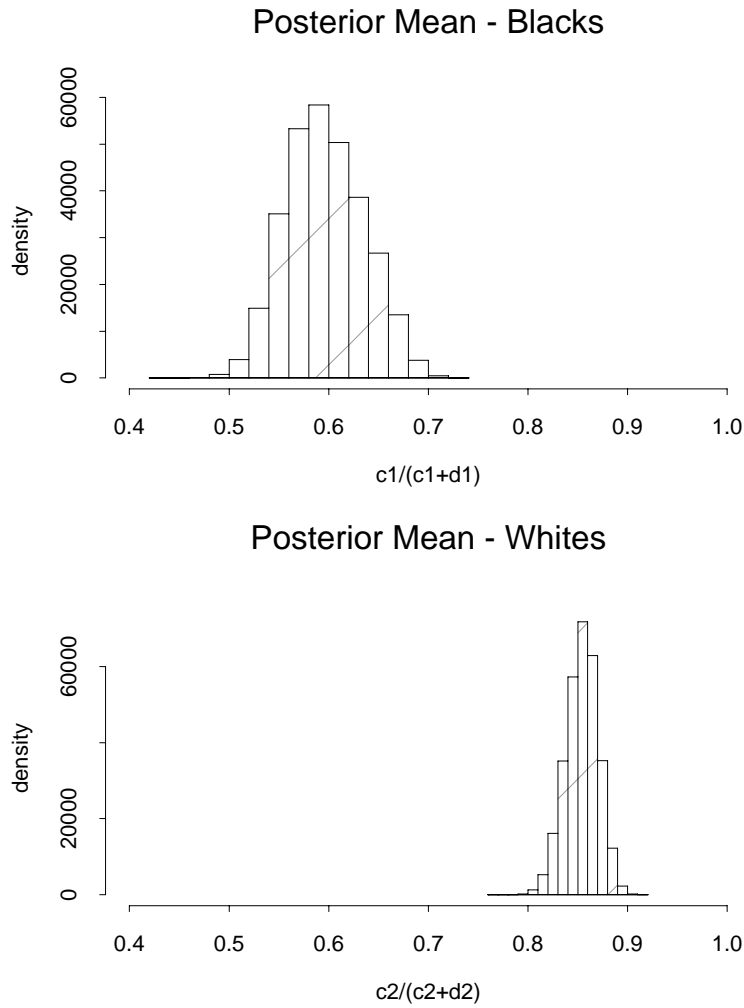 Posterior Mean - Blacks
density
0 20000 40000 60000
0.4 0.5 0.6 0.7 0.8 0.9 1.0
c1/(c1+d1)
Posterior Mean - Whites
density
0 20000 60000
0.4 0.5 0.6 0.7 0.8 0.9 1.0
c2/(c2+d2)